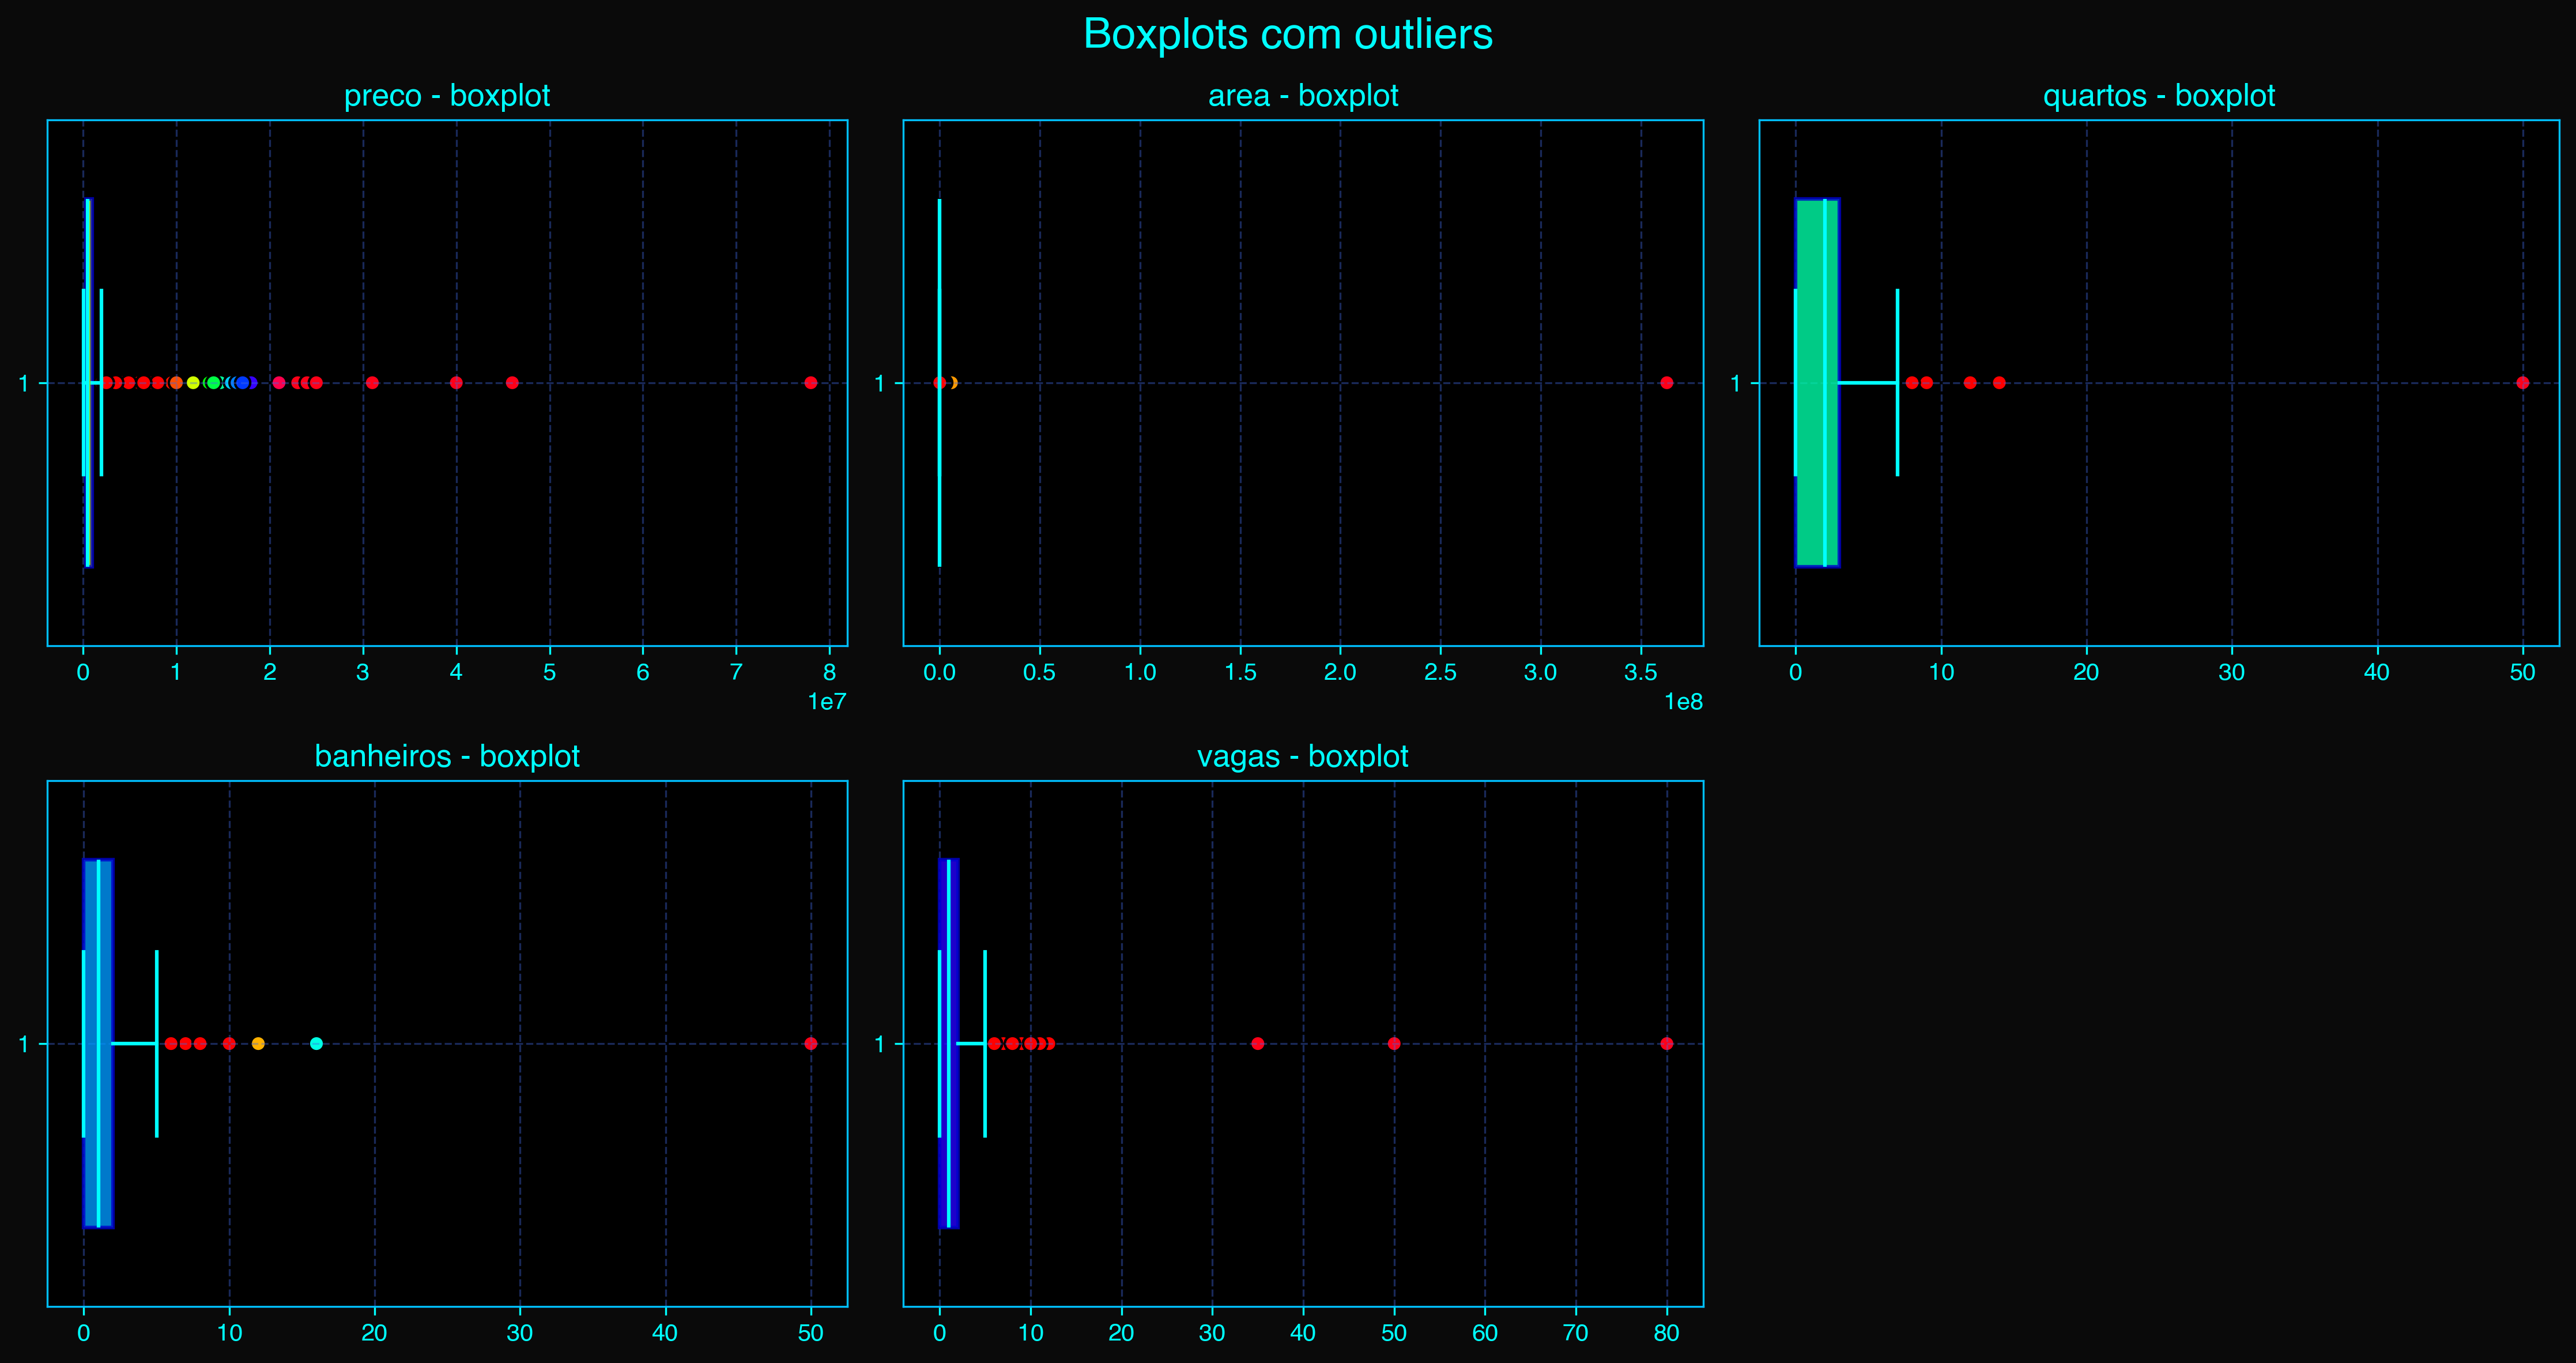 Boxplots com outliers
preco - boxplot
1
0 1 2 3 4 5 6 7 8
1e7
area - boxplot
1
0.0 0.5 1.0 1.5 2.0 2.5 3.0 3.5
1e8
quartos - boxplot
1
0 10 20 30 40 50
banheiros - boxplot
1
0 10 20 30 40 50
vagas - boxplot
1
0 10 20 30 40 50 60 70 80